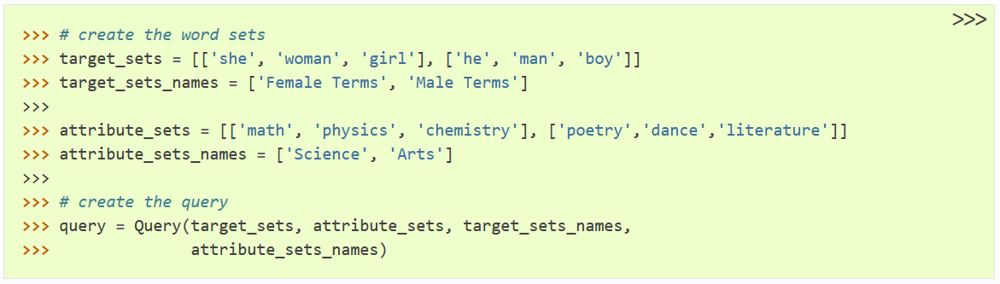 >>>
>>> # create the word sets
>>> target_sets = [['she', 'woman', 'girl'], ['he', 'man', 'boy']]
>>> target_sets_names = ['Female Terms', 'Male Terms']
>>>
>>> attribute_sets = [['math', 'physics', 'chemistry'], ['poetry','dance','literature']]
>>> attribute_sets_names = ['Science', 'Arts']
>>>
>>> # create the query
>>> query = Query(target_sets, attribute_sets, target_sets_names,
>>>               attribute_sets_names)